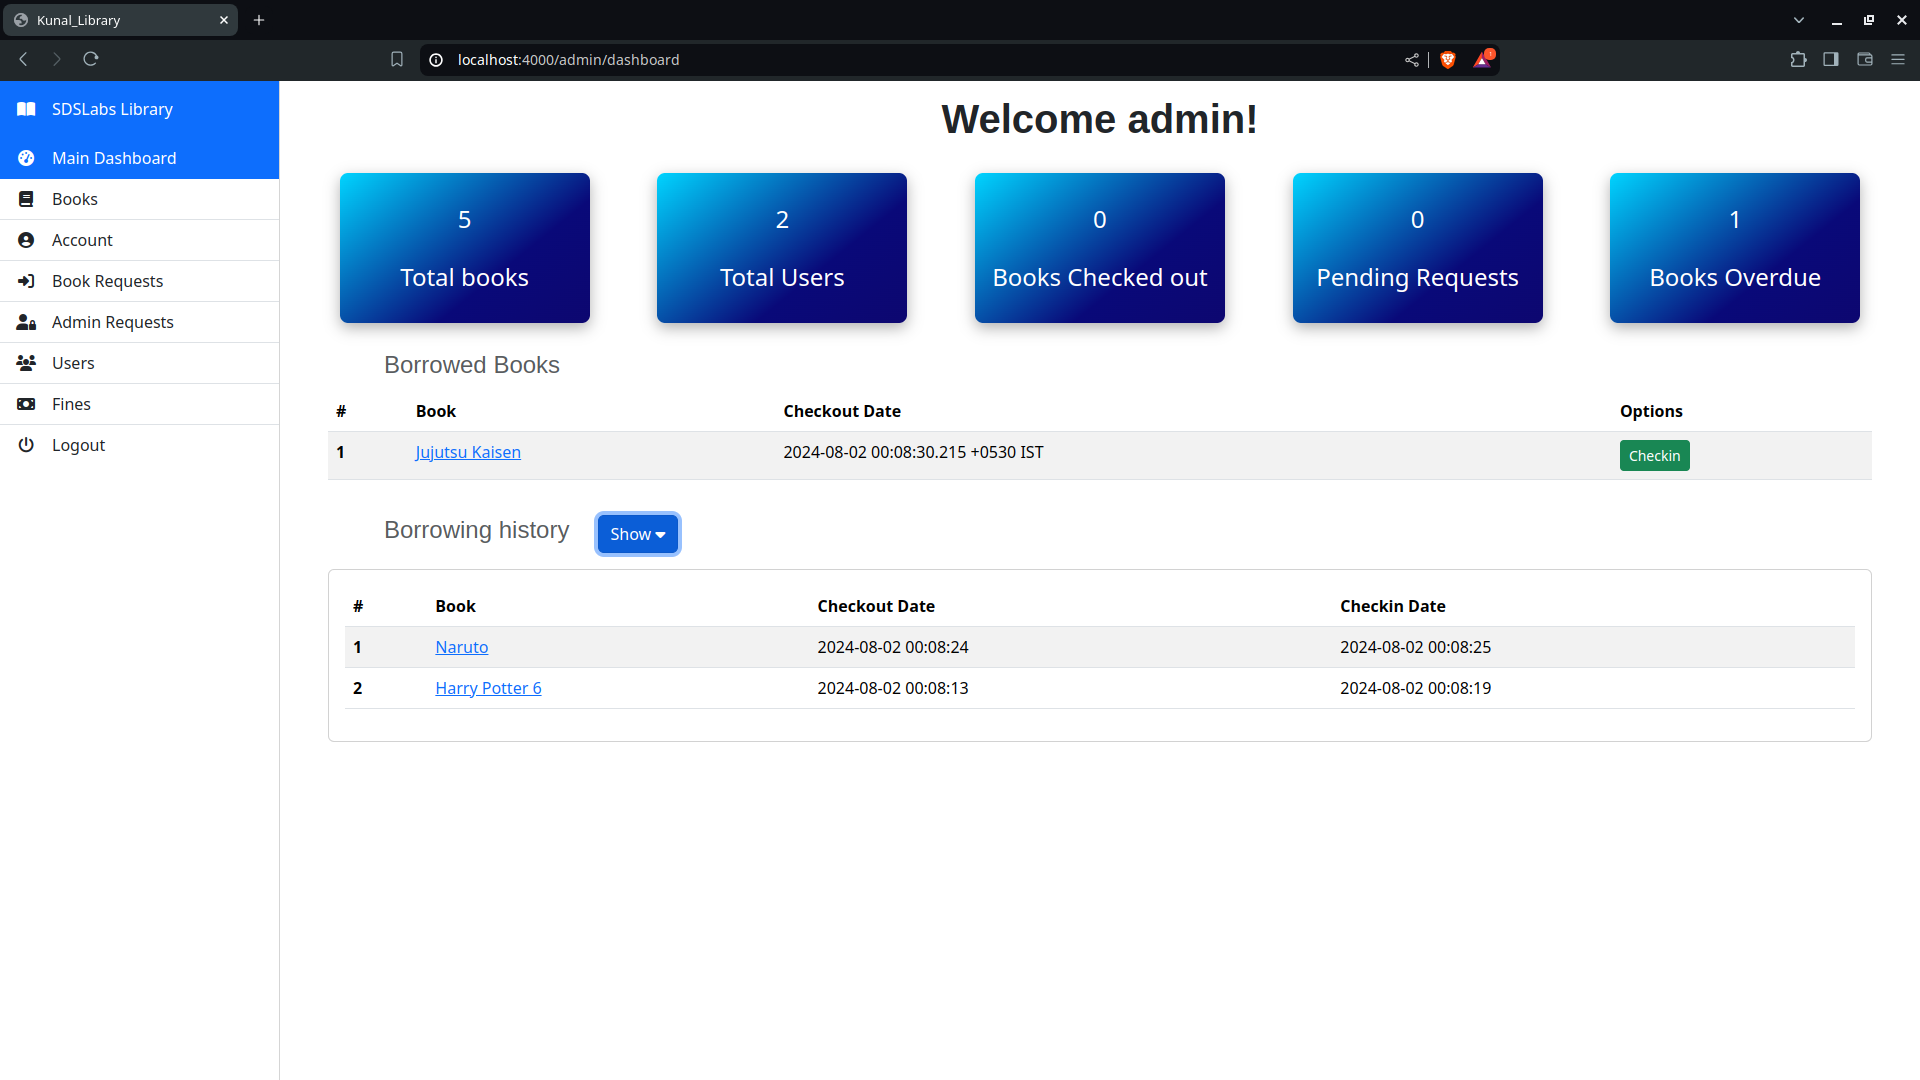 Kunal_Library
localhost:4000/admin/dashboard
SDSLabs Library
Main Dashboard
Books
Account
Book Requests
Admin Requests
Users
Fines
Logout
Welcome admin!
5
Total books
2
Total Users
0
Books Checked out
0
Pending Requests
1
Books Overdue
Borrowed Books
# Book Checkout Date Options
1 Jujutsu Kaisen 2024-08-02 00:08:30.215 +0530 IST Checkin
Borrowing history Show
# Book Checkout Date Checkin Date
1 Naruto 2024-08-02 00:08:24 2024-08-02 00:08:25
2 Harry Potter 6 2024-08-02 00:08:13 2024-08-02 00:08:19